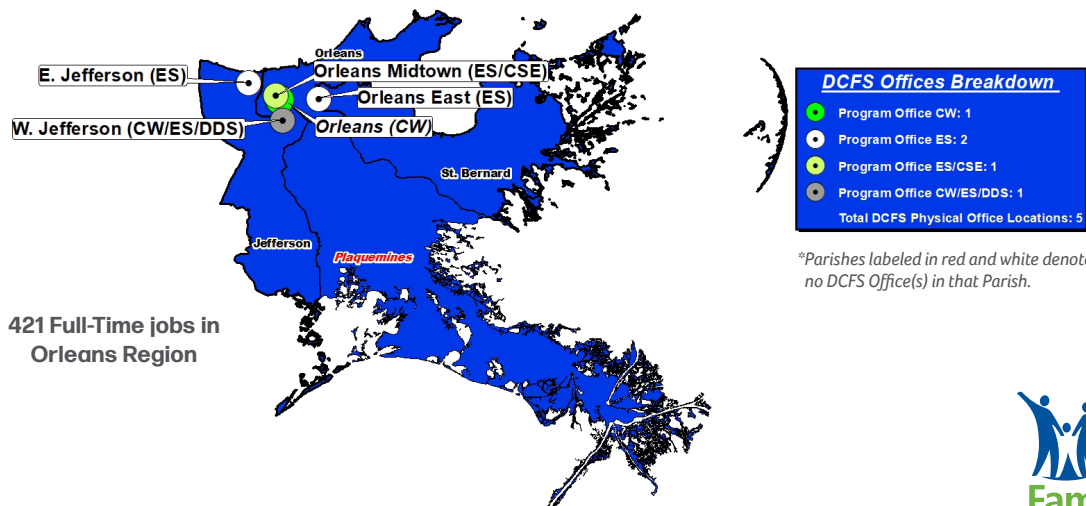 Orleans
E. Jefferson (ES)
Orleans Midtown (ES/CSE)
Orleans East (ES)
W. Jefferson (CW/ES/DDS)
Orleans (CW)
St. Bernard
Jefferson
Plaquemines
421 Full-Time jobs in
Orleans Region
DCFS Offices Breakdown
Program Office CW: 1
Program Office ES: 2
Program Office ES/CSE: 1
Program Office CW/ES/DDS: 1
Total DCFS Physical Office Locations: 5
*Parishes labeled in red and white denote
no DCFS Office(s) in that Parish.
Fam